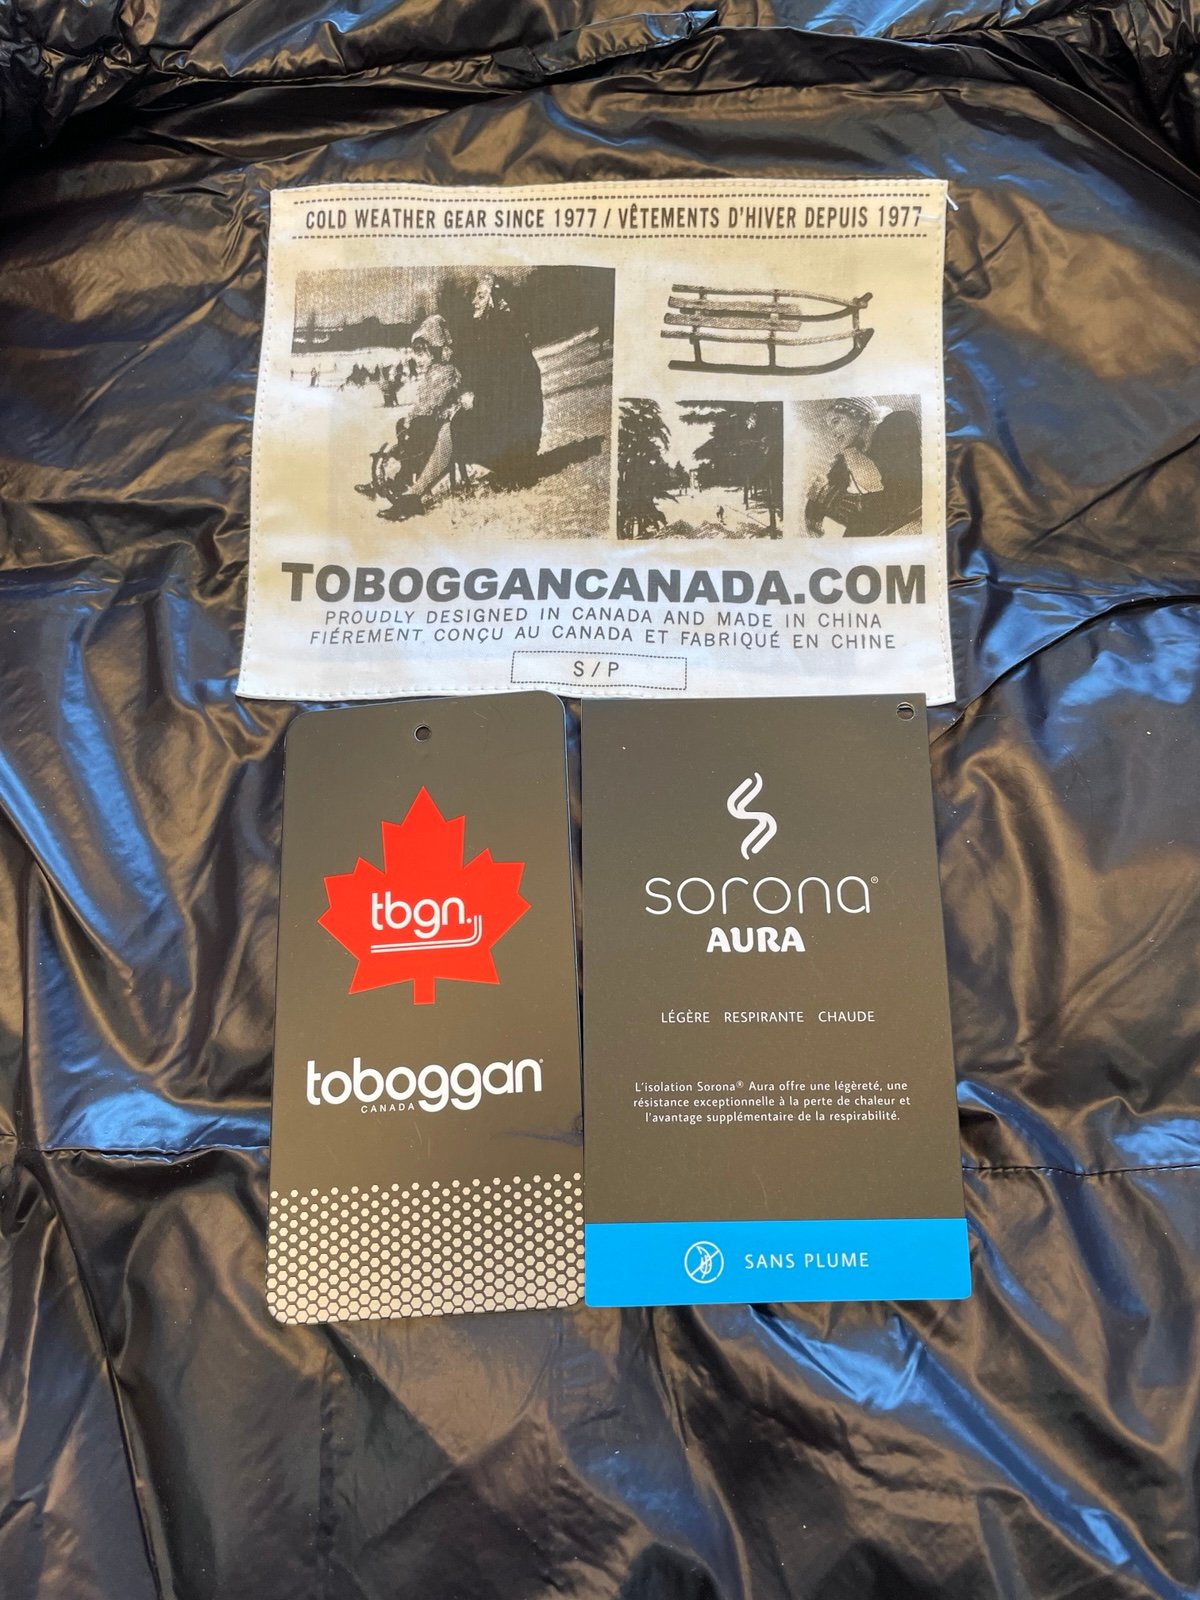 COLD WEATHER GEAR SINCE 1977 / VÊTEMENTS D'HIVER DEPUIS 1977
TOBOGGANCANADA.COM
PROUDLY DESIGNED IN CANADA AND MADE IN CHINA
FIÉREMENT CONÇU AU CANADA ET FABRIQUÉ EN CHINE
S / P
tbgn.
toboggan
CANADA
sorona®
AURA
LÉGÈRE RESPIRANTE CHAUDE
L'isolation Sorona® Aura offre une légèreté, une
résistance exceptionnelle à la perte de chaleur et
l'avantage supplémentaire de la respirabilité.
SANS PLUME